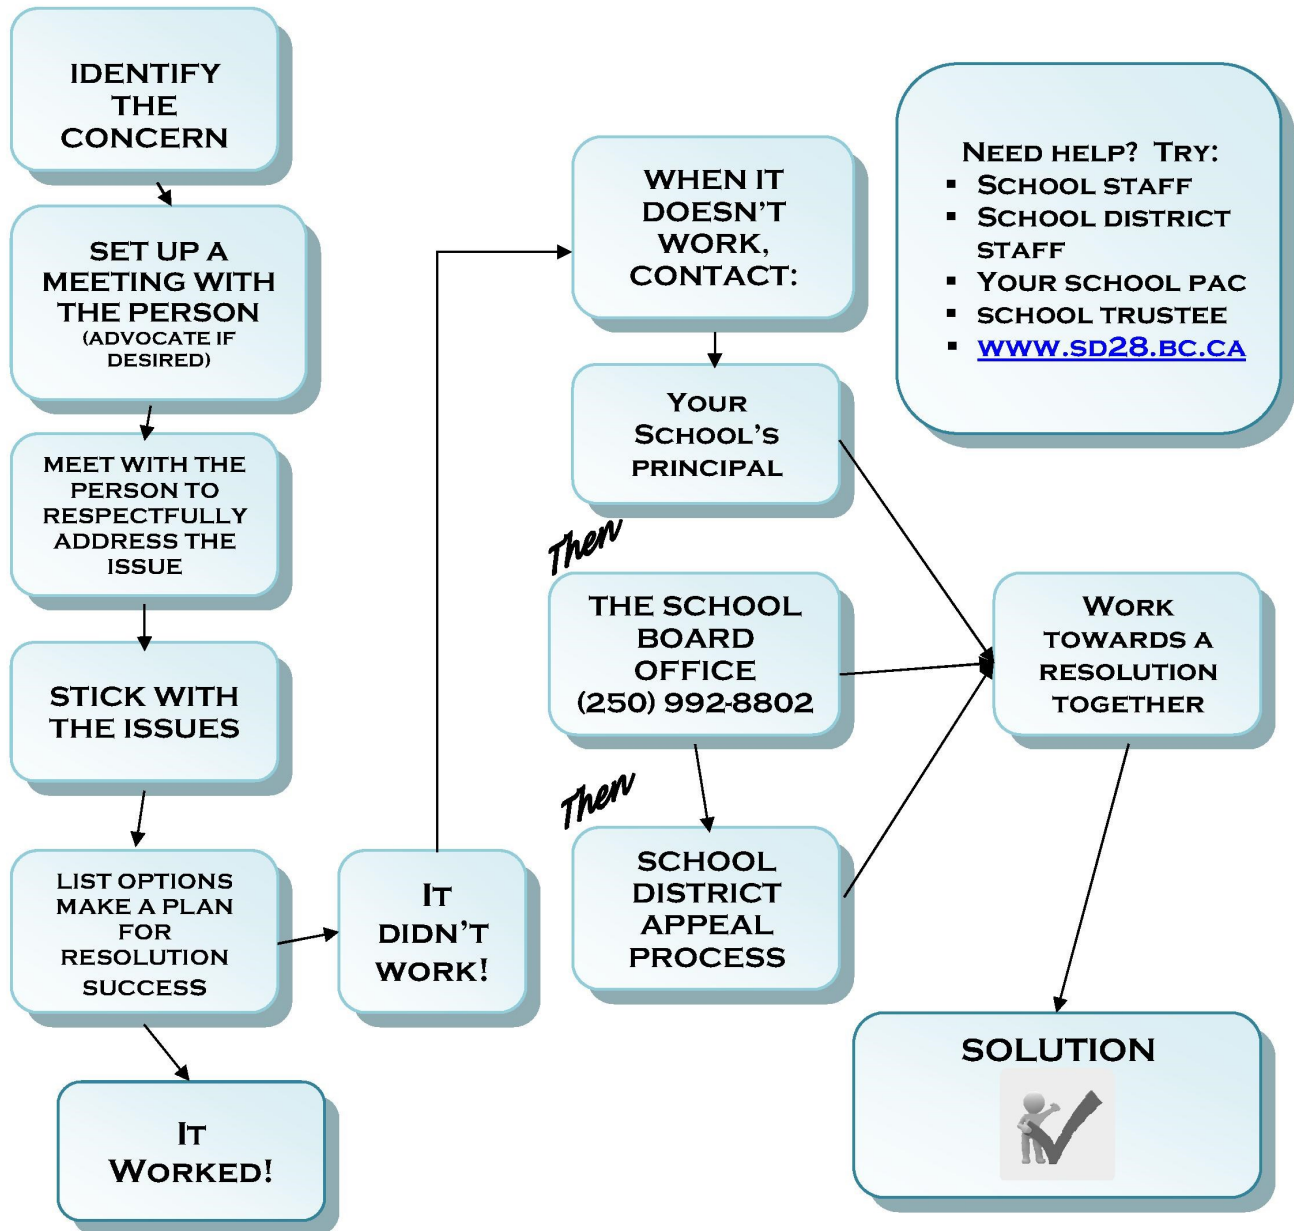 IDENTIFY
THE
CONCERN
SET UP A
MEETING WITH
THE PERSON
(ADVOCATE IF
DESIRED)
MEET WITH THE
PERSON TO
RESPECTFULLY
ADDRESS THE
ISSUE
STICK WITH
THE ISSUES
LIST OPTIONS
MAKE A PLAN
FOR
RESOLUTION
SUCCESS
IT
WORKED!
IT
DIDN'T
WORK!
WHEN IT
DOESN'T
WORK,
CONTACT:
YOUR
SCHOOL'S
PRINCIPAL
Then
THE SCHOOL
BOARD
OFFICE
(250) 992-8802
Then
SCHOOL
DISTRICT
APPEAL
PROCESS
NEED HELP? TRY:
▪ SCHOOL STAFF
▪ SCHOOL DISTRICT
STAFF
▪ YOUR SCHOOL PAC
▪ SCHOOL TRUSTEE
▪ WWW.SD28.BC.CA
WORK
TOWARDS A
RESOLUTION
TOGETHER
SOLUTION